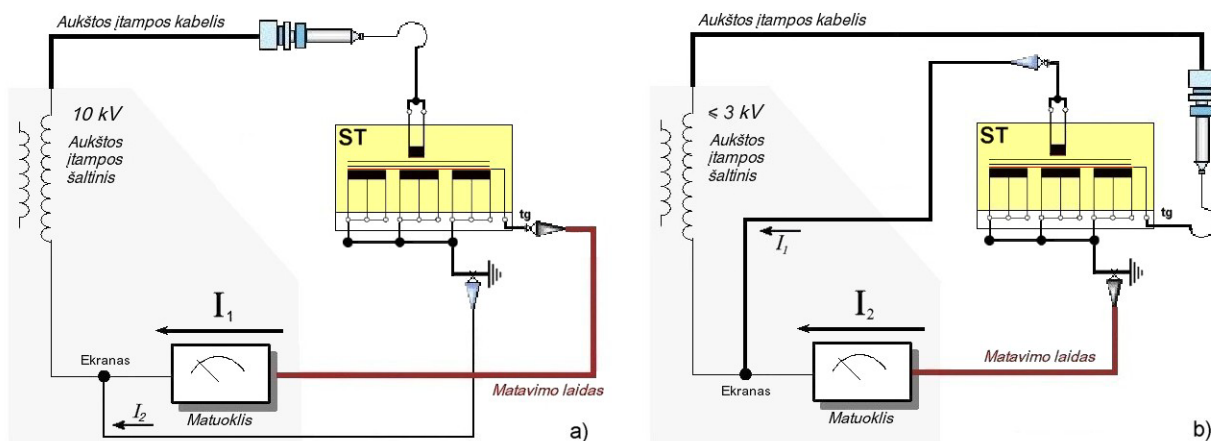 Aukštos įtampos kabelis
10 kV
Aukštos
įtampos
šaltinis
ST
tg
I₁
Ekranas
Matavimo laidas
I₂
Matuoklis
a)
Aukštos įtampos kabelis
⩽ 3 kV
Aukštos
įtampos
šaltinis
ST
tg
I₁
I₂
Matavimo laidas
Ekranas
Matuoklis
b)